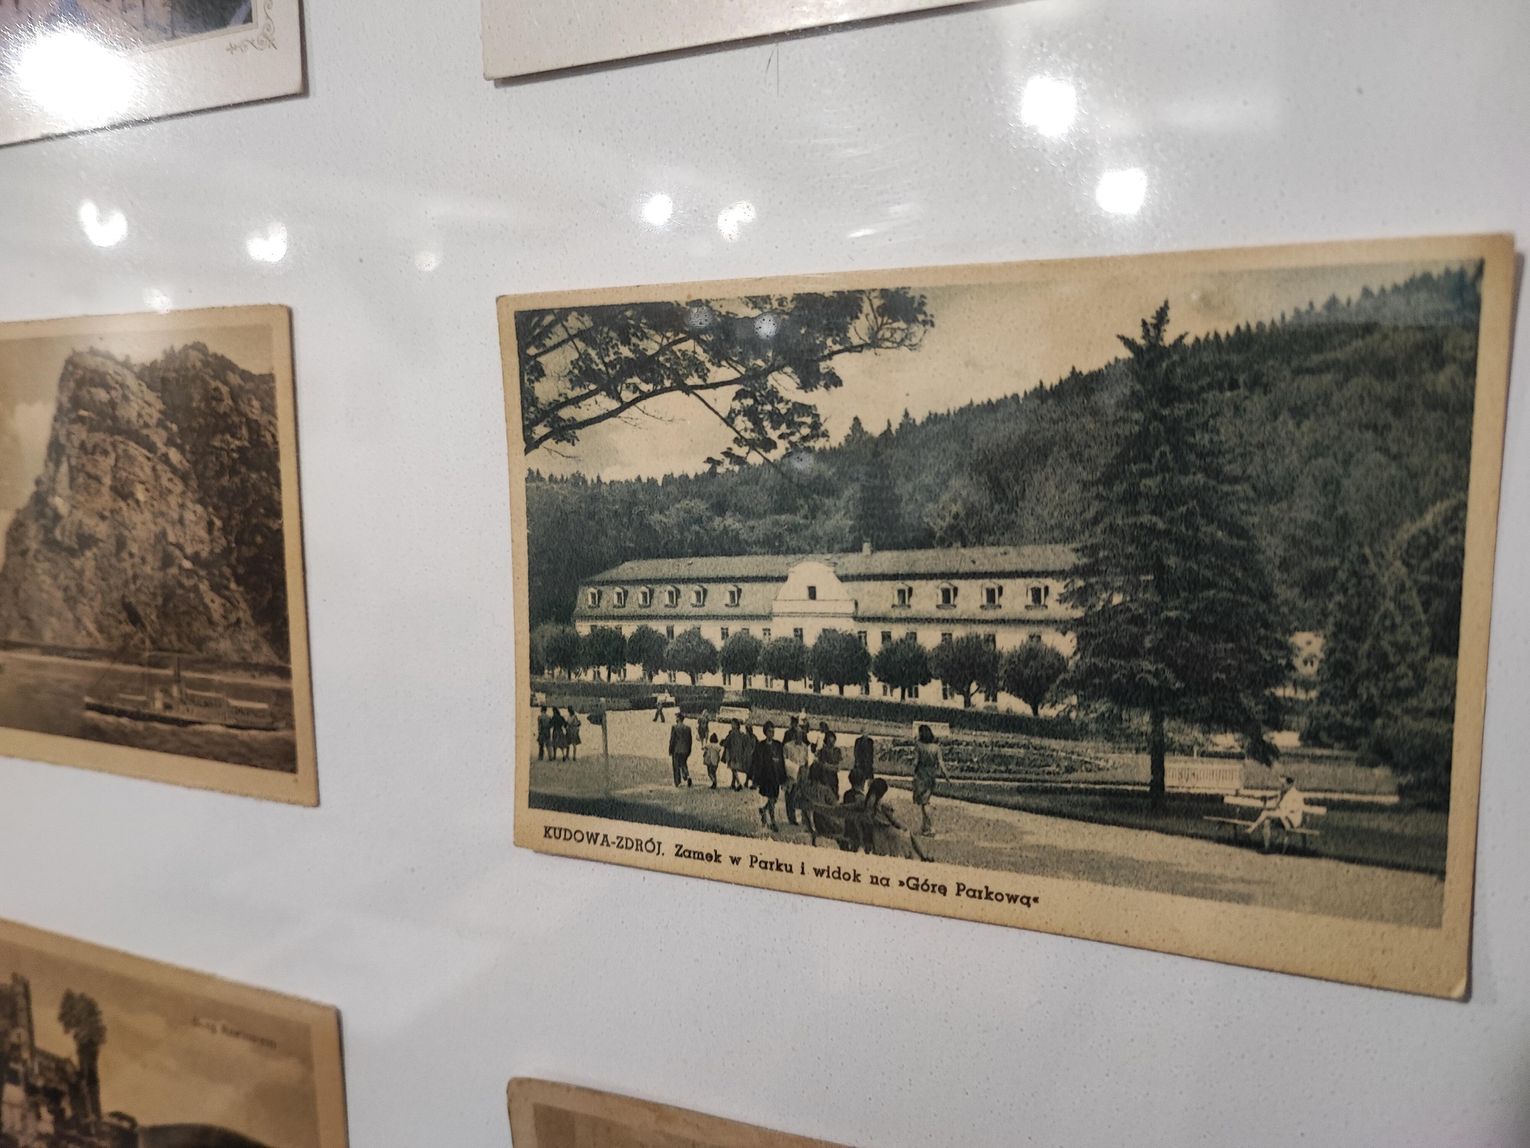 KUDOWA-ZDRÓJ. Zamek w Parku i widok na »Górę Parkową«